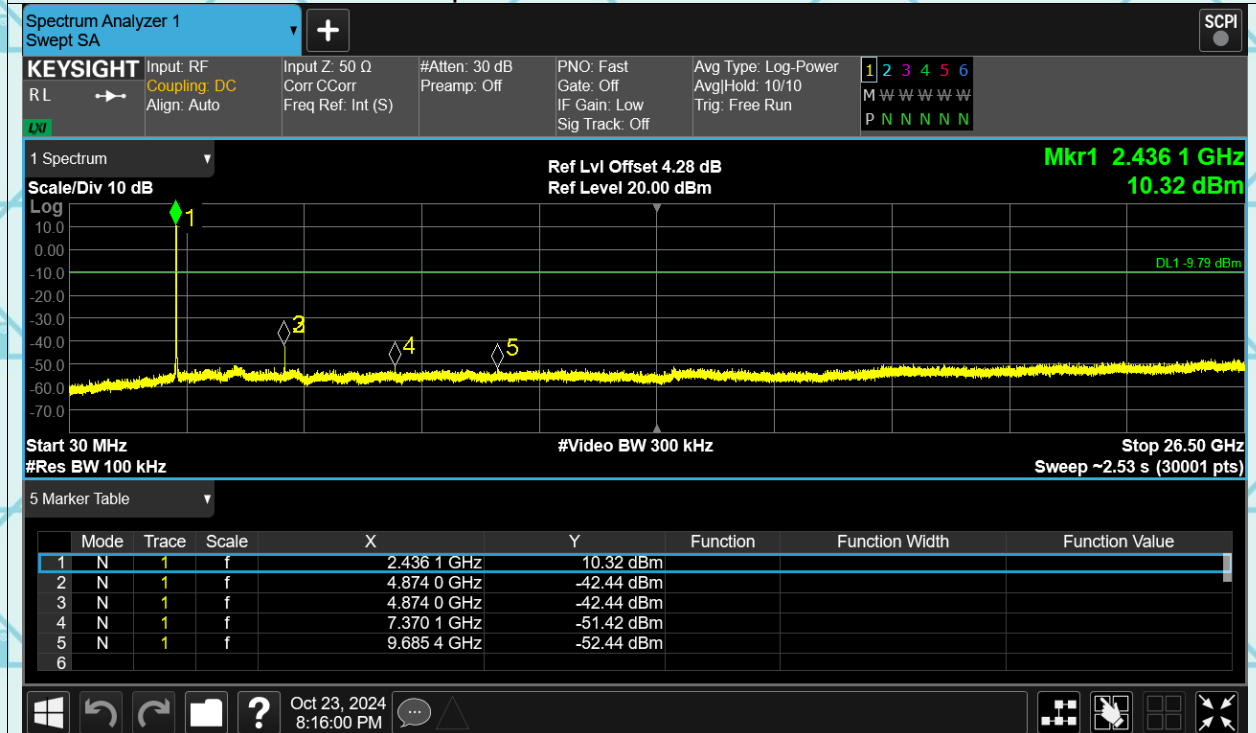 Spectrum Analyzer 1
Swept SA
+
SCPI
KEYSIGHT
R L
LXI
Input: RF
Coupling: DC
Align: Auto
Input Z: 50 Ω
Corr CCorr
Freq Ref: Int (S)
#Atten: 30 dB
Preamp: Off
PNO: Fast
Gate: Off
IF Gain: Low
Sig Track: Off
Avg Type: Log-Power
Avg|Hold: 10/10
Trig: Free Run
1 2 3 4 5 6
M W W W W W
P N N N N N
1 Spectrum
Scale/Div 10 dB
Ref Lvl Offset 4.28 dB
Ref Level 20.00 dBm
Mkr1 2.436 1 GHz
10.32 dBm
Log
10.0
0.00
-10.0
-20.0
-30.0
-40.0
-50.0
-60.0
-70.0
1
3
4
5
DL1 -9.79 dBm
Start 30 MHz
#Video BW 300 kHz
Stop 26.50 GHz
#Res BW 100 kHz
Sweep ~2.53 s (30001 pts)
5 Marker Table
Mode Trace Scale X Y Function Function Width Function Value
1 N 1 f 2.436 1 GHz 10.32 dBm
2 N 1 f 4.874 0 GHz -42.44 dBm
3 N 1 f 4.874 0 GHz -42.44 dBm
4 N 1 f 7.370 1 GHz -51.42 dBm
5 N 1 f 9.685 4 GHz -52.44 dBm
6
?
Oct 23, 2024
8:16:00 PM